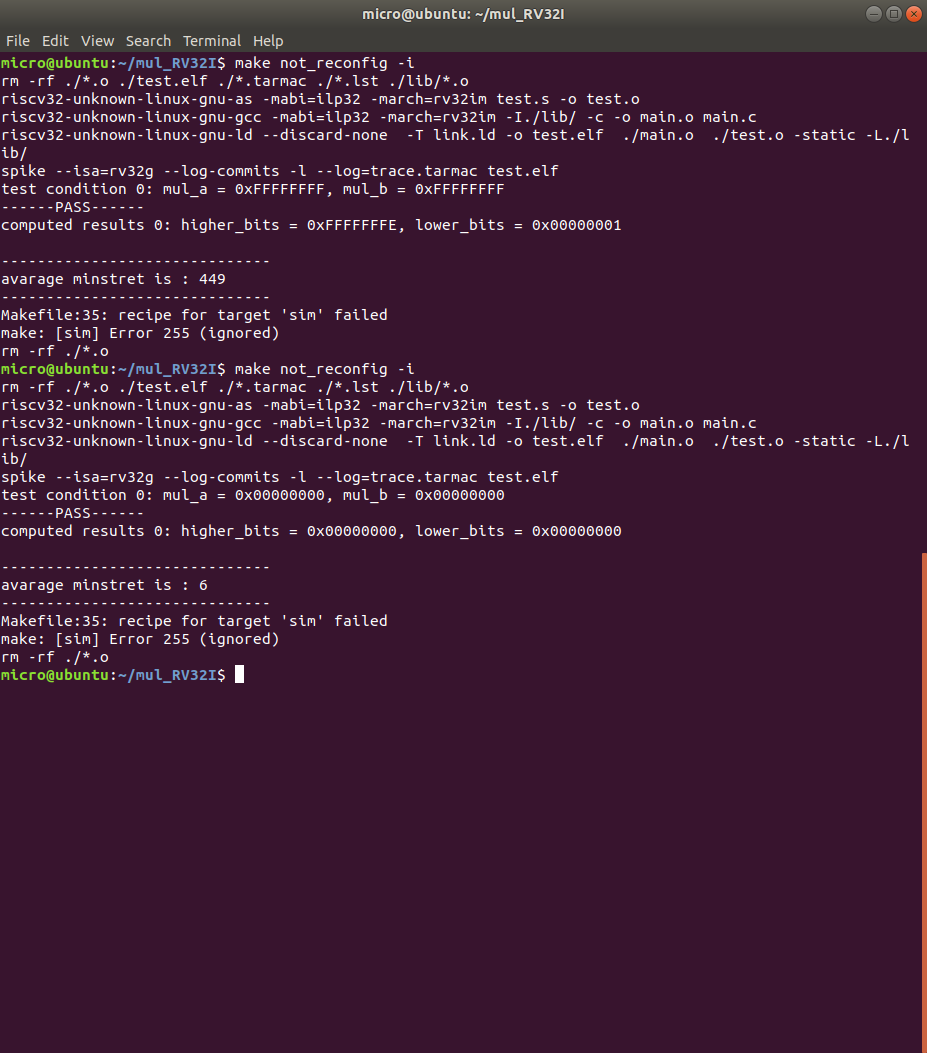 micro@ubuntu: ~/mul_RV32I
File Edit View Search Terminal Help
micro@ubuntu:~/mul_RV32I$ make not_reconfig -i
rm -rf ./*.o ./test.elf ./*.tarmac ./*.lst ./lib/*.o
riscv32-unknown-linux-gnu-as -mabi=ilp32 -march=rv32im test.s -o test.o
riscv32-unknown-linux-gnu-gcc -mabi=ilp32 -march=rv32im -I./lib/ -c -o main.o main.c
riscv32-unknown-linux-gnu-ld --discard-none  -T link.ld -o test.elf  ./main.o  ./test.o -static -L./l
ib/
spike --isa=rv32g --log-commits -l --log=trace.tarmac test.elf
test condition 0: mul_a = 0xFFFFFFFF, mul_b = 0xFFFFFFFF
------PASS------
computed results 0: higher_bits = 0xFFFFFFFE, lower_bits = 0x00000001
------------------------------
avarage minstret is : 449
------------------------------
Makefile:35: recipe for target 'sim' failed
make: [sim] Error 255 (ignored)
rm -rf ./*.o
micro@ubuntu:~/mul_RV32I$ make not_reconfig -i
rm -rf ./*.o ./test.elf ./*.tarmac ./*.lst ./lib/*.o
riscv32-unknown-linux-gnu-as -mabi=ilp32 -march=rv32im test.s -o test.o
riscv32-unknown-linux-gnu-gcc -mabi=ilp32 -march=rv32im -I./lib/ -c -o main.o main.c
riscv32-unknown-linux-gnu-ld --discard-none  -T link.ld -o test.elf  ./main.o  ./test.o -static -L./l
ib/
spike --isa=rv32g --log-commits -l --log=trace.tarmac test.elf
test condition 0: mul_a = 0x00000000, mul_b = 0x00000000
------PASS------
computed results 0: higher_bits = 0x00000000, lower_bits = 0x00000000
------------------------------
avarage minstret is : 6
------------------------------
Makefile:35: recipe for target 'sim' failed
make: [sim] Error 255 (ignored)
rm -rf ./*.o
micro@ubuntu:~/mul_RV32I$